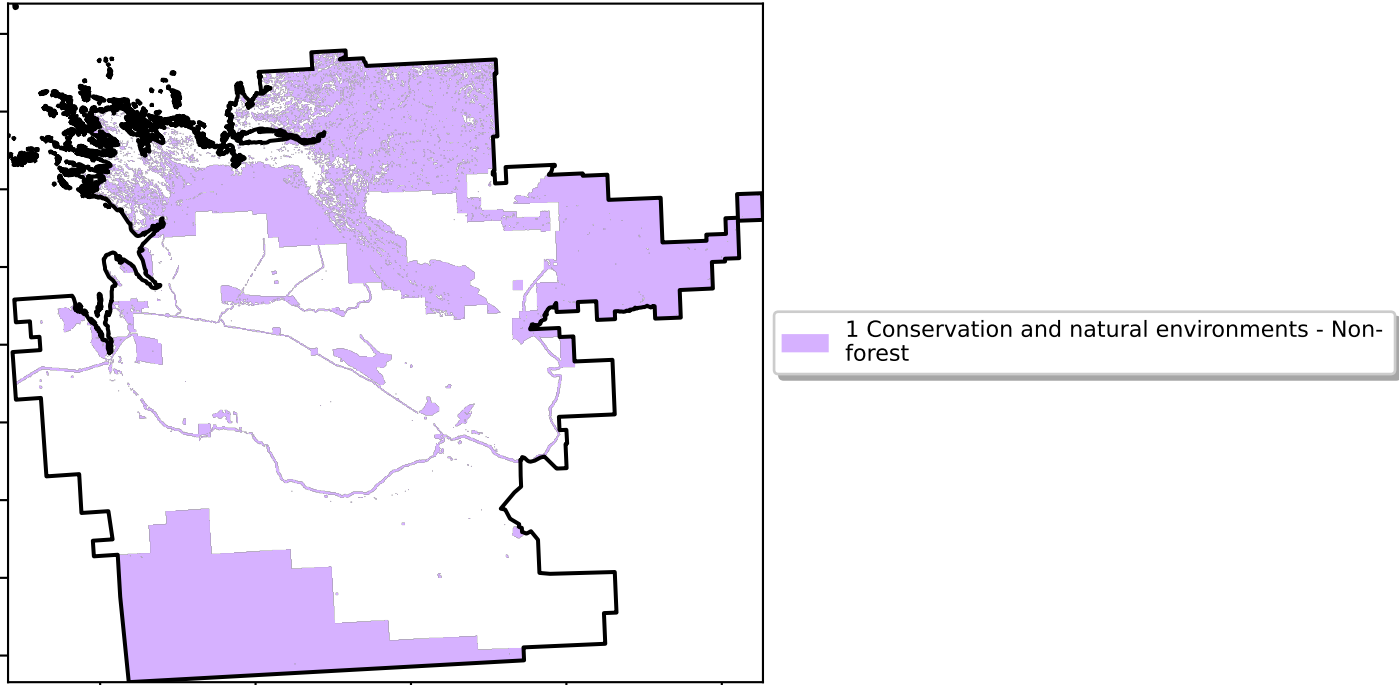 1 Conservation and natural environments - Non-
forest